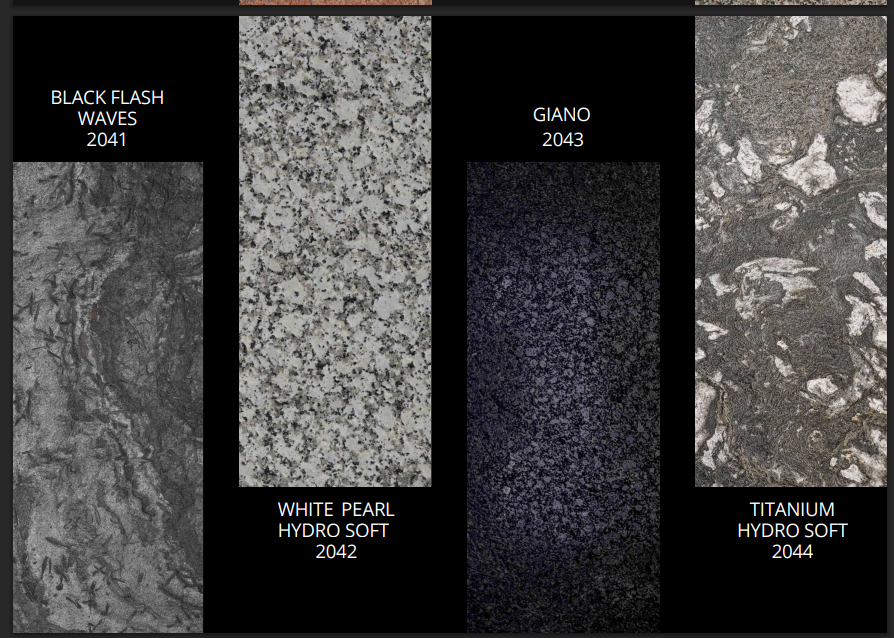 BLACK FLASH
WAVES
2041
WHITE PEARL
HYDRO SOFT
2042
GIANO
2043
TITANIUM
HYDRO SOFT
2044